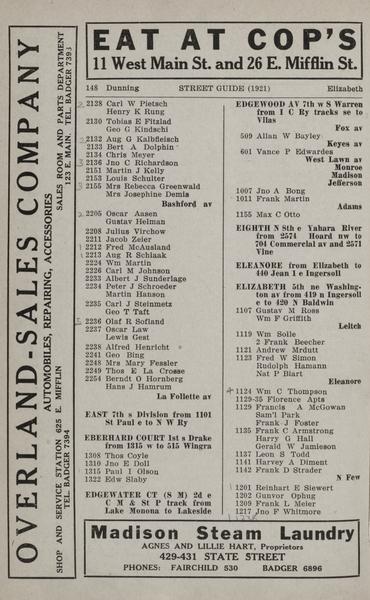 EAT AT COP'S
11 West Main St. and 26 E. Mifflin St.
OVERLAND-SALES COMPANY
AUTOMOBILES, REPAIRING, ACCESSORIES
SHOP AND SERVICE STATION 625 E. MIFFLIN
TEL. BADGER 7394
SALES ROOM AND PARTS DEPARTMENT
23 E. MAIN. TEL. BADGER 7393
148 Dunning STREET GUIDE (1921) Elizabeth
2128 Carl W Pietsch
Henry K Rung
2130 Tobias E Fitzlad
Geo G Kindschi
2132 Aug G Kalbfleisch
2133 Bert A Dolphin
2134 Chris Meyer
2136 Jno C Richardson
2151 Martin J Kelly
2153 Louis Schulter
2155 Mrs Rebecca Greenwald
Mrs Josephine Demis
Bashford av
2205 Oscar Aasen
Gustav Helman
2208 Julius Virchow
2211 Jacob Zeier
2212 Fred McAusland
2213 Aug R Schlaak
2224 Wm Martin
2226 Carl M Johnson
2233 Albert J Sunderlage
2234 Peter J Schroeder
Martin Hanson
2235 Carl J Steinmetz
Geo T Taft
2236 Olaf R Sofland
2237 Oscar Law
Lewis Gest
2238 Alfred Henricht
2241 Geo Bing
2248 Mrs Mary Fessler
2249 Thos E La Crosse
2254 Berndt O Hornberg
Hans J Hamrum
La Follette av
EAST 7th s Division from 1101
St Paul e to N W Ry
EBERHARD COURT 1st s Drake
from 1315 w to 515 Wingra
1308 Thos Coyle
1310 Jno E Doll
1315 Paul I Olson
1322 Edw Slaby
EDGEWATER CT (S M) 2d e
C M & St P track from
Lake Monona to Lakeside
EDGEWOOD AV 7th w S Warren
from I C Ry tracks se to
Vilas
Fox av
509 Allan W Bayley
Keyes av
601 Vance P Edwardes
West Lawn av
Monroe
Madison
Jefferson
1007 Jno A Bong
1011 Frank Martin
Adams
1155 Max C Otto
EIGHTH N Sth e Yahara River
from 2574 Hoard nw to
704 Commercial av and 2571
Vine
ELEANORE from Elizabeth to
440 Jean 1 e Ingersoll
ELIZABETH 5th ne Washing-
ton av from 419 n Ingersoll
e to 420 N Baldwin
1107 Gustav M Ross
Wm F Griffith
Leitch
1119 Wm Solle
2 Frank Beecher
1121 Andrew Mrdutt
1123 Fred W Simon
Rudolph Hamann
Nat P Biart
Eleanore
1124 Wm C Thompson
1129-35 Florence Apts
1129 Francis A McGowan
Sam'l Park
Frank J Foster
1135 Frank C Armstrong
Harry G Hall
Gerald W Jamieson
1137 Leon S Todd
1141 Harvey A Diment
1142 Frank D Strader
N Few
1201 Reinhart E Siewert
1202 Gunvor Ophug
1209 Frank L Meier
1217 Jno F Whitmore
Madison Steam Laundry
AGNES AND LILLIE HART, Proprietors
429-431 STATE STREET
PHONES: FAIRCHILD 530 BADGER 6896